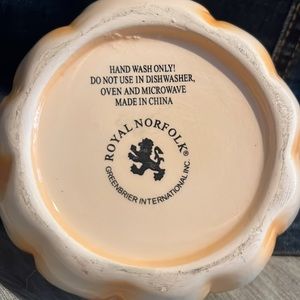 HAND WASH ONLY!
DO NOT USE IN DISHWASHER,
OVEN AND MICROWAVE
MADE IN CHINA
ROYAL NORFOLK®
GREENBRIER INTERNATIONAL INC.